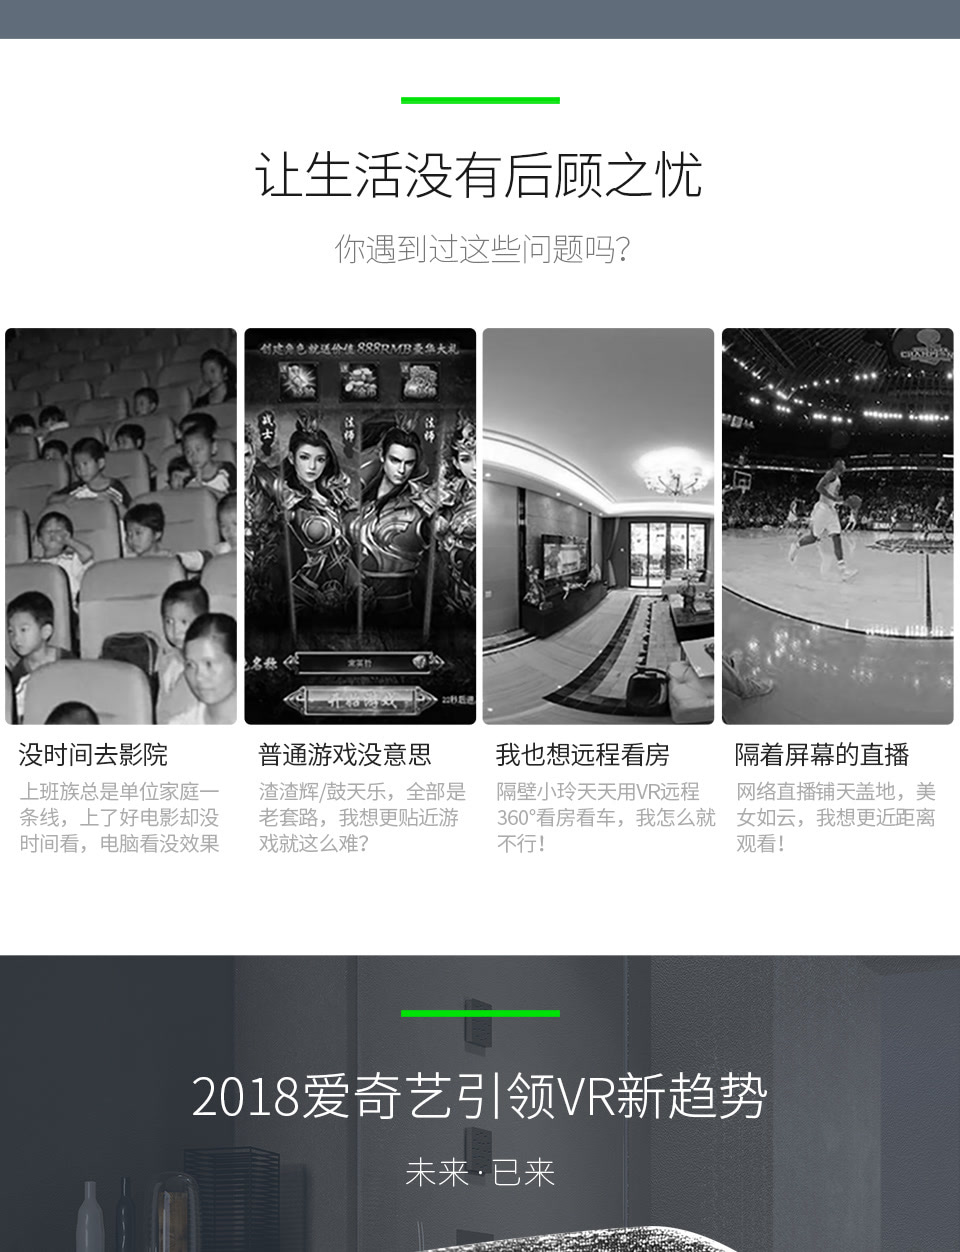 让生活没有后顾之忧
你遇到过这些问题吗？
创建角色就送价值888RMB豪华大礼
战士
法师
法师
开始游戏
没时间去影院
上班族总是单位家庭一
条线，上了好电影却没
时间看，电脑看没效果
普通游戏没意思
渣渣辉/鼓天乐，全部是
老套路，我想更贴近游
戏就这么难？
我也想远程看房
隔壁小玲天天用VR远程
360°看房看车，我怎么就
不行！
隔着屏幕的直播
网络直播铺天盖地，美
女如云，我想更近距离
观看！
2018爱奇艺引领VR新趋势
未来·已来